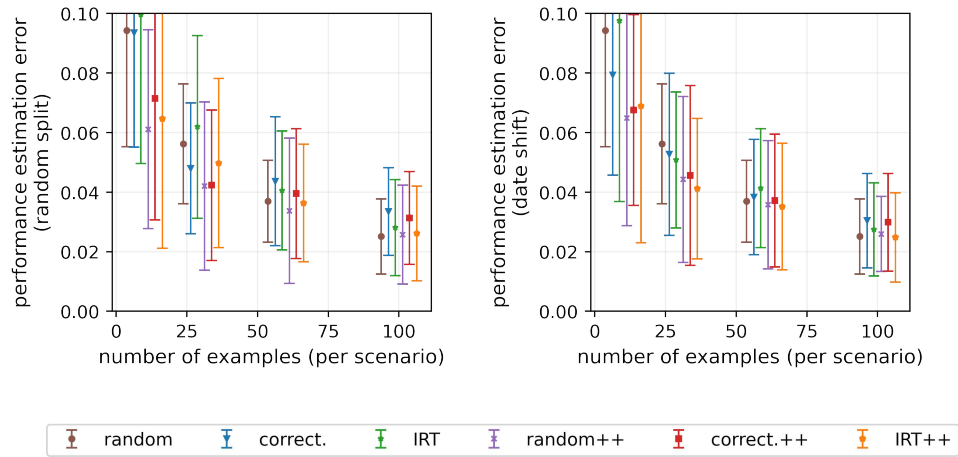 performance estimation error
(random split)
0.10
0.08
0.06
0.04
0.02
0.00
0 25 50 75 100
number of examples (per scenario)
performance estimation error
(date shift)
0.10
0.08
0.06
0.04
0.02
0.00
0 25 50 75 100
number of examples (per scenario)
random correct. IRT random++ correct.++ IRT++